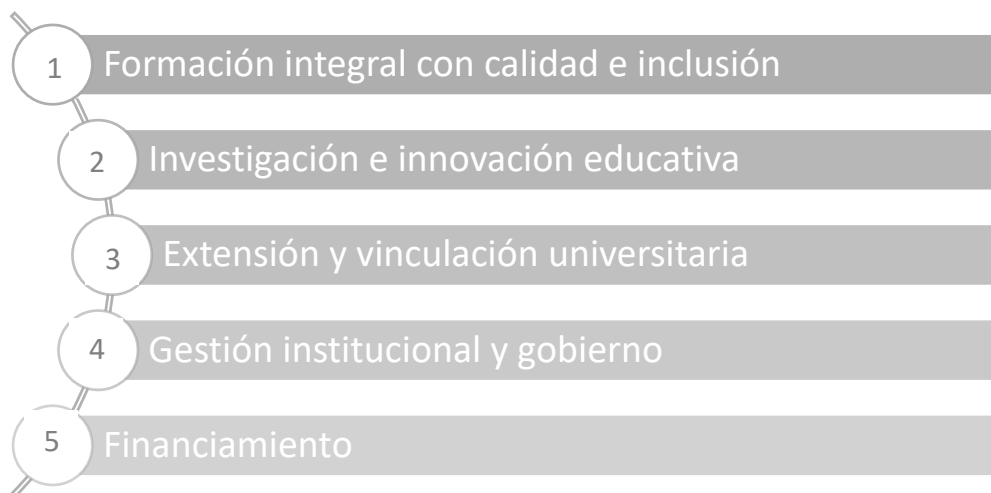 1 Formación integral con calidad e inclusión
2 Investigación e innovación educativa
3 Extensión y vinculación universitaria
4 Gestión institucional y gobierno
5 Financiamiento